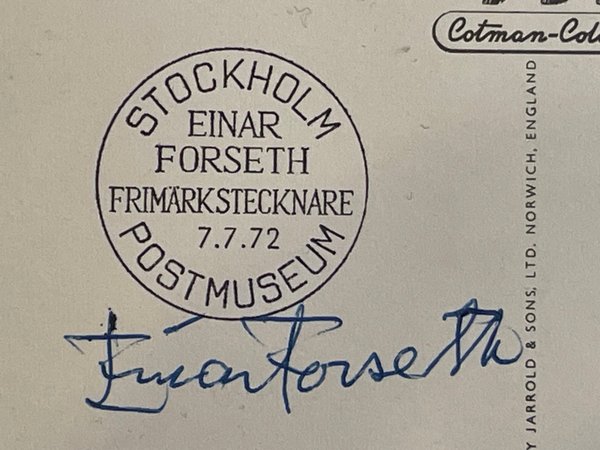 Cotman-Col
STOCKHOLM
EINAR
FORSETH
FRIMÄRKSTECKNARE
7.7.72
POSTMUSEUM
Einar Forseth
Y JARROLD & SONS, LTD. NORWICH, ENGLAND